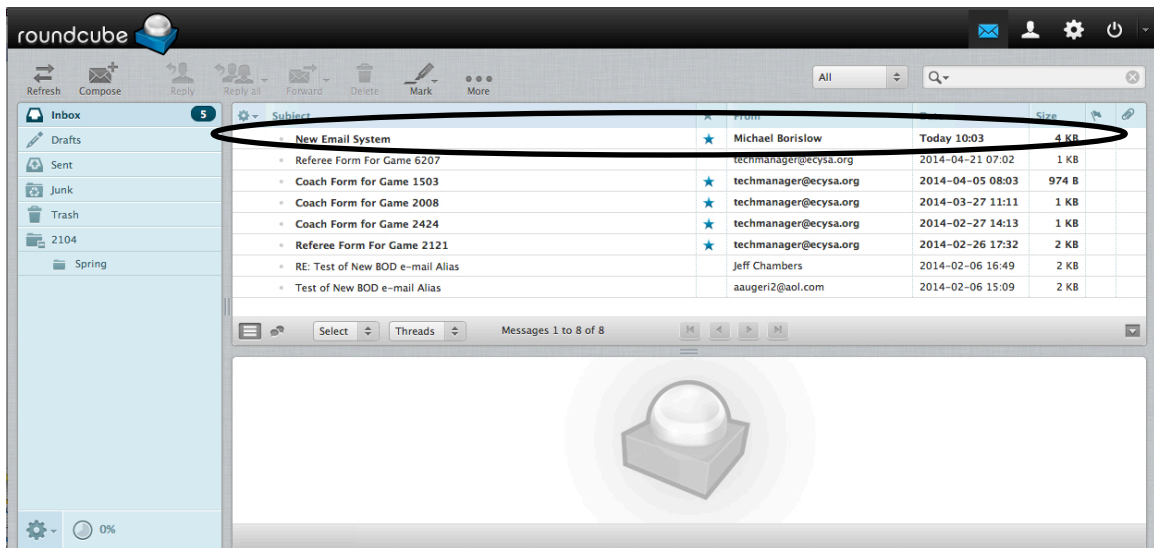 roundcube
Refresh Compose Reply Reply all Forward Delete Mark More All
Inbox 5
Drafts
Sent
Junk
Trash
2104
Spring
0%
Subject From Size
New Email System Michael Borislow Today 10:03 4 KB
Referee Form For Game 6207 techmanager@ecysa.org 2014-04-21 07:02 1 KB
Coach Form for Game 1503 techmanager@ecysa.org 2014-04-05 08:03 974 B
Coach Form for Game 2008 techmanager@ecysa.org 2014-03-27 11:11 1 KB
Coach Form for Game 2424 techmanager@ecysa.org 2014-02-27 14:13 1 KB
Referee Form For Game 2121 techmanager@ecysa.org 2014-02-26 17:32 2 KB
RE: Test of New BOD e-mail Alias Jeff Chambers 2014-02-06 16:49 2 KB
Test of New BOD e-mail Alias aaugeri2@aol.com 2014-02-06 15:09 2 KB
Select Threads Messages 1 to 8 of 8